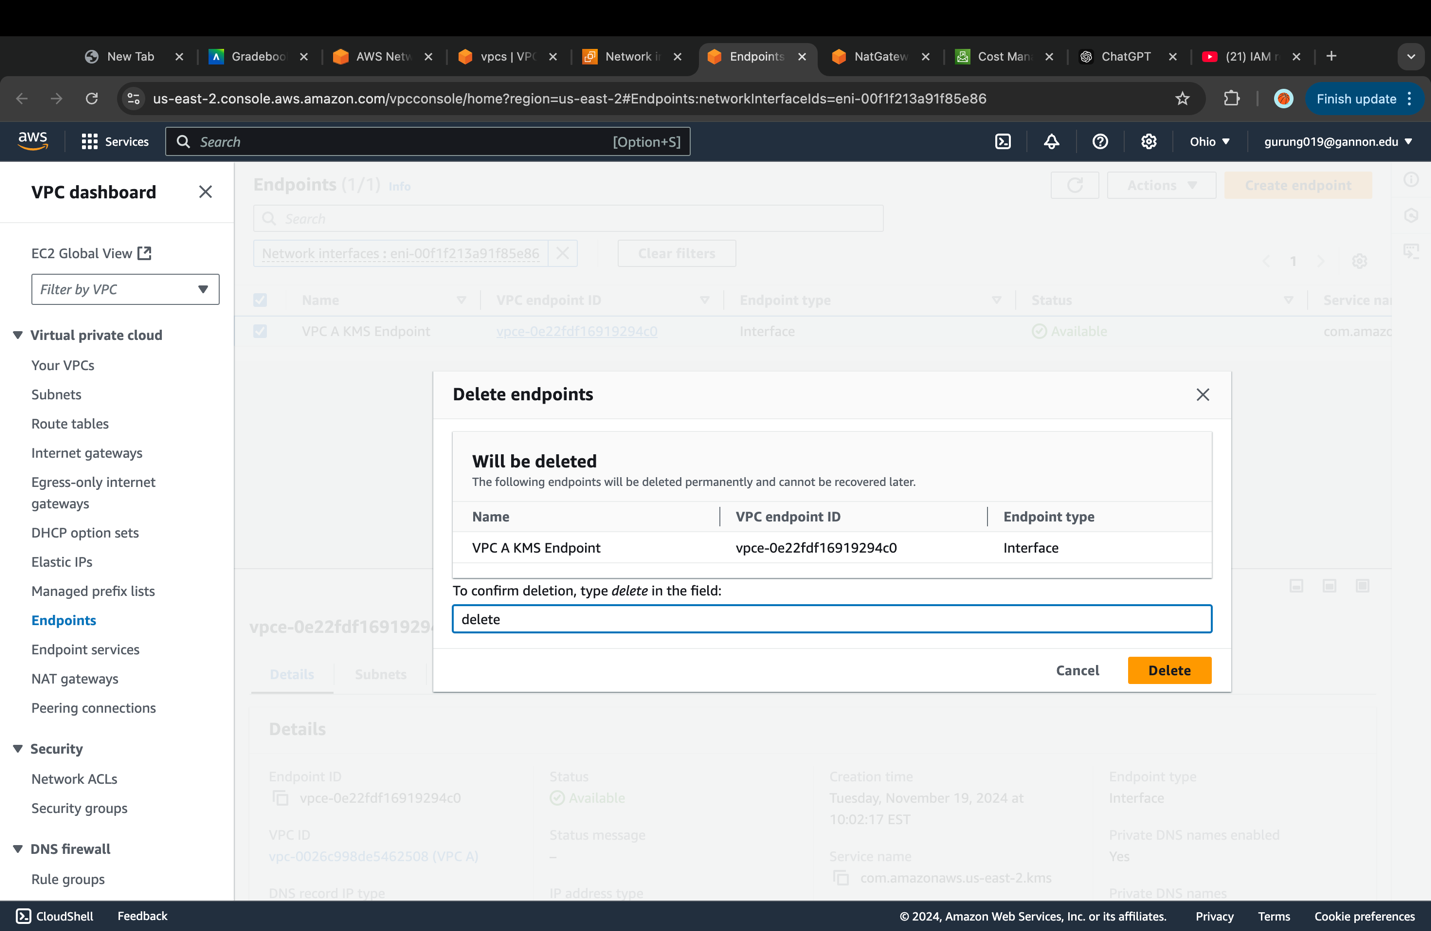 New Tab
Gradeboo
AWS Netw
vpcs | VPC
Network in
Endpoints
NatGatew
Cost Man
ChatGPT
(21) IAM r
us-east-2.console.aws.amazon.com/vpcconsole/home?region=us-east-2#Endpoints:networkInterfaceIds=eni-00f1f213a91f85e86
Finish update
aws
Services
Search
[Option+S]
Ohio
gurung019@gannon.edu
VPC dashboard
EC2 Global View
Filter by VPC
Virtual private cloud
Your VPCs
Subnets
Route tables
Internet gateways
Egress-only internet
gateways
DHCP option sets
Elastic IPs
Managed prefix lists
Endpoints
Endpoint services
NAT gateways
Peering connections
Security
Network ACLs
Security groups
DNS firewall
Rule groups
Endpoints (1/1) Info
Actions
Create endpoint
Search
Network interfaces : eni-00f1f213a91f85e86
Clear filters
1
Name
VPC endpoint ID
Endpoint type
Status
Service nam
VPC A KMS Endpoint
vpce-0e22fdf16919294c0
Interface
Available
com.amazo
Delete endpoints
Will be deleted
The following endpoints will be deleted permanently and cannot be recovered later.
Name
VPC endpoint ID
Endpoint type
VPC A KMS Endpoint
vpce-0e22fdf16919294c0
Interface
To confirm deletion, type delete in the field:
delete
Cancel
Delete
vpce-0e22fdf1691929
Details
Subnets
Details
Endpoint ID
vpce-0e22fdf16919294c0
Status
Available
Creation time
Tuesday, November 19, 2024 at
10:02:17 EST
Endpoint type
Interface
VPC ID
vpc-0026c998de5462508 (VPC A)
Status message
–
Service name
com.amazonaws.us-east-2.kms
Private DNS names enabled
Yes
DNS record IP type
IP address type
Private DNS names
CloudShell
Feedback
© 2024, Amazon Web Services, Inc. or its affiliates.
Privacy
Terms
Cookie preferences